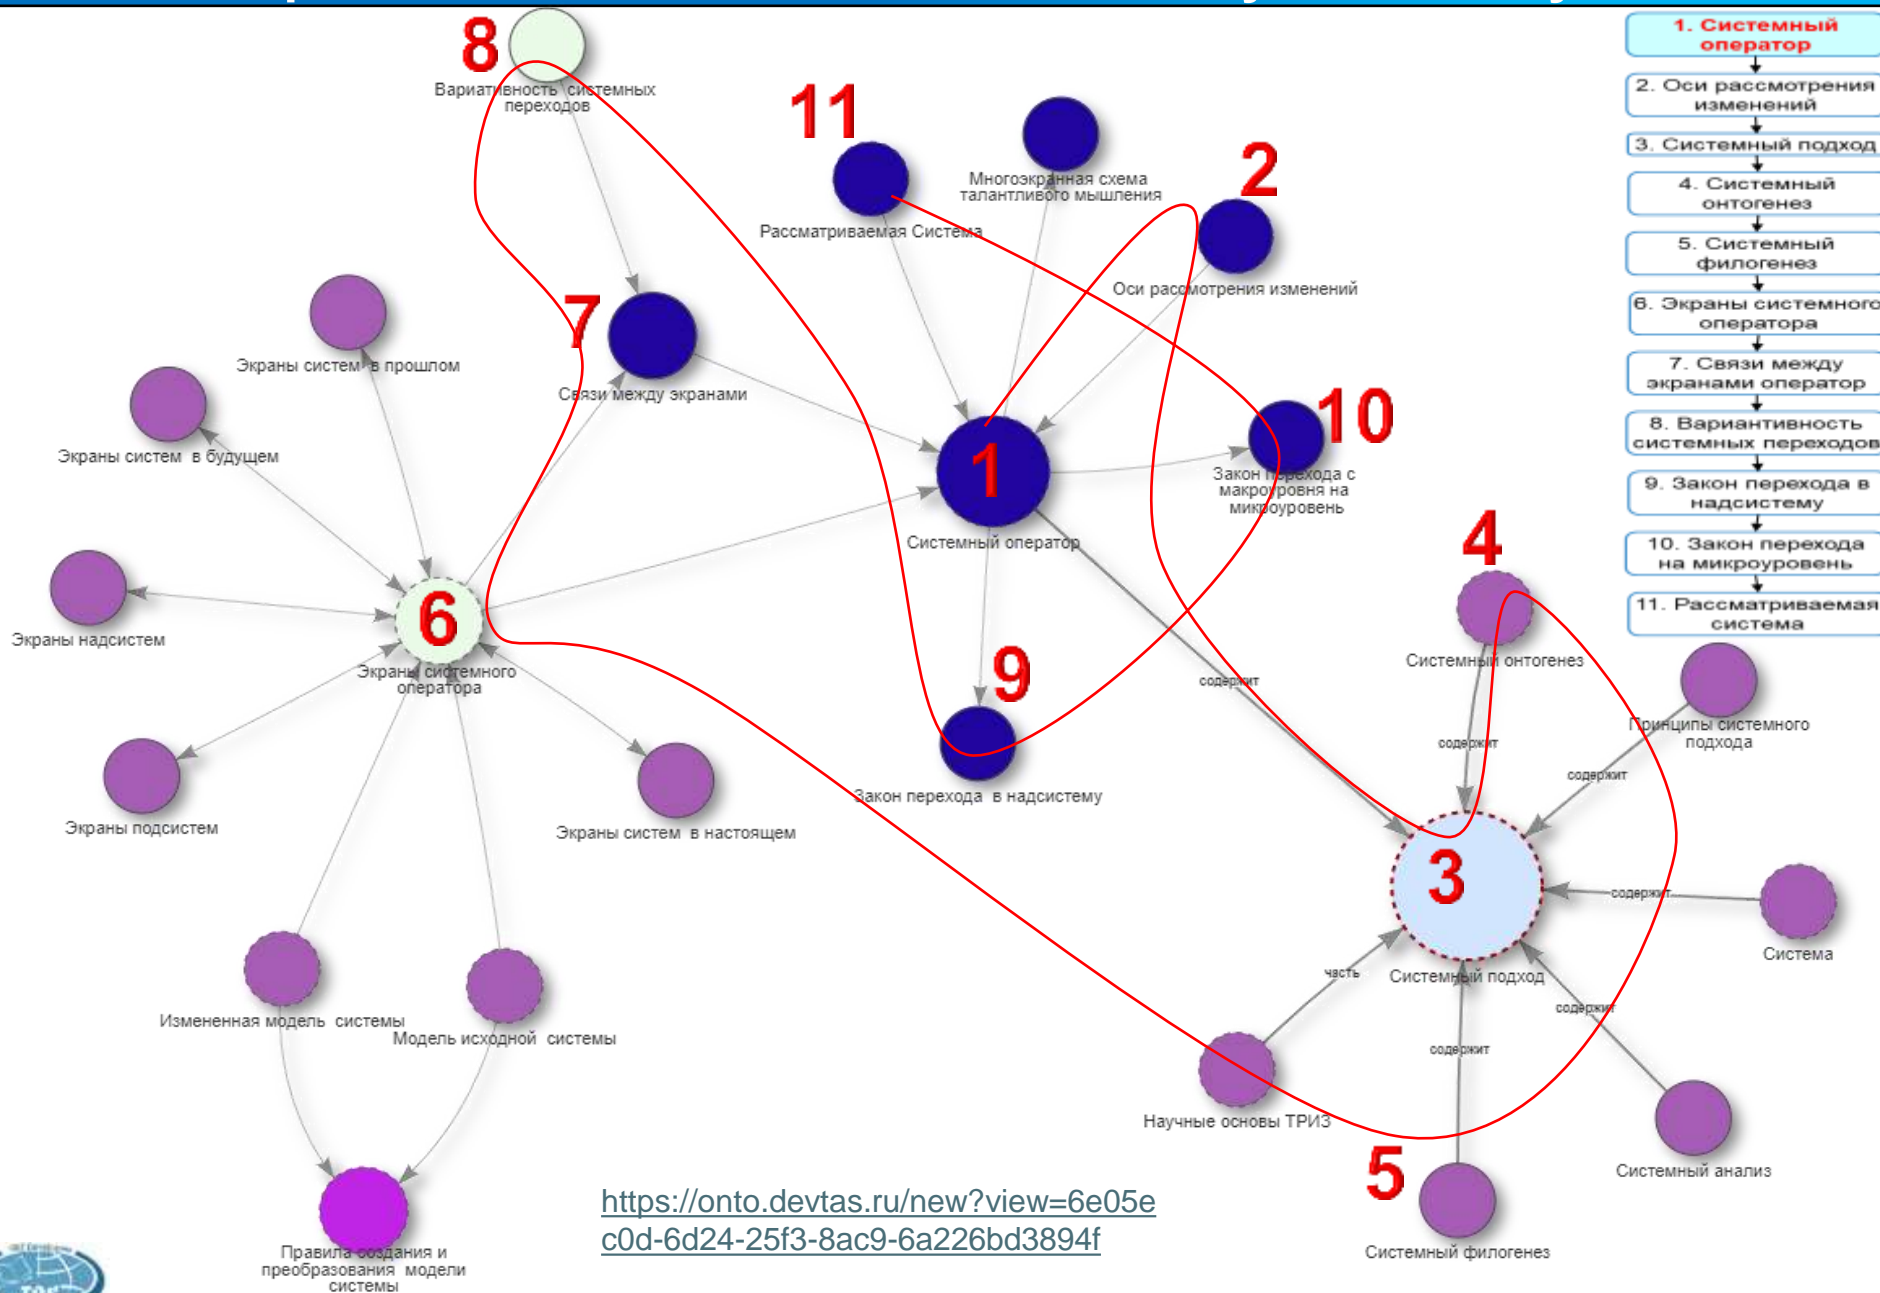 8
Вариативность системных
переходов
11
Рассматриваемая Система
Многоэкранная схема
талантливого мышления
2
Оси рассмотрения изменений
7
Связи между экранами
Экраны систем в прошлом
Экраны систем в будущем
Экраны надсистем
6
Экраны системного
оператора
Экраны подсистем
Экраны систем в настоящем
Измененная модель системы
Модель исходной системы
Правила создания и
преобразования модели
системы
1
Системный оператор
10
Закон перехода с
макроуровня на
микроуровень
9
Закон перехода в надсистему
содержит
4
Системный онтогенез
содержит
Принципы системного
подхода
содержит
3
Системный подход
содержит
Система
часть
Научные основы ТРИЗ
содержит
содержит
Системный анализ
5
Системный филогенез
https://onto.devtas.ru/new?view=6e05e
c0d-6d24-25f3-8ac9-6a226bd3894f
1. Системный
оператор
2. Оси рассмотрения
изменений
3. Системный подход
4. Системный
онтогенез
5. Системный
филогенез
6. Экраны системного
оператора
7. Связи между
экранами оператор
8. Вариантивность
системных переходов
9. Закон перехода в
надсистему
10. Закон перехода
на микроуровень
11. Рассматриваемая
система